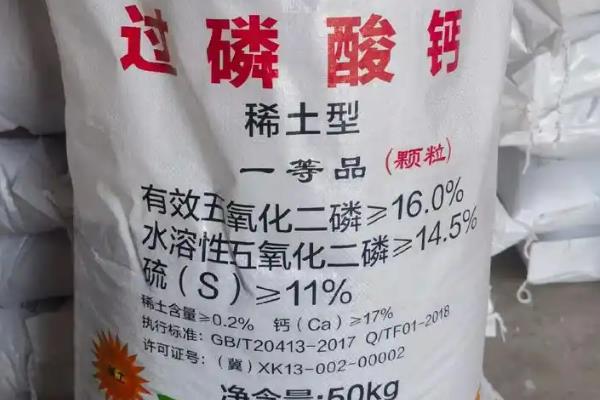 过磷酸钙
稀土型
一等品(颗粒)
有效五氧化二磷≥16.0%
水溶性五氧化二磷≥14.5%
硫(S)≥11%
稀土含量≥0.2% 钙(Ca)≥17%
执行标准: GB/T20413-2017 Q/TF01-2018
许可证号:(冀)XK13-002-00002
净含量:50kg